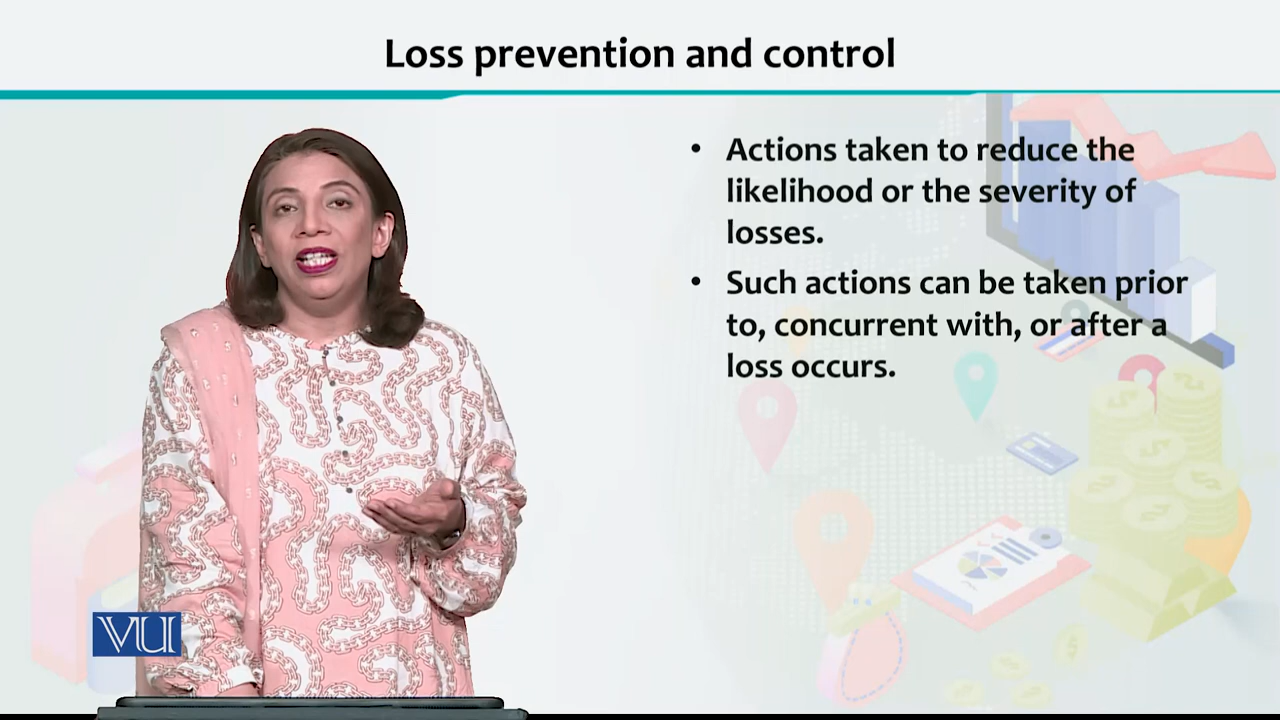 Loss prevention and control
• Actions taken to reduce the
likelihood or the severity of
losses.
• Such actions can be taken prior
to, concurrent with, or after a
loss occurs.
VU